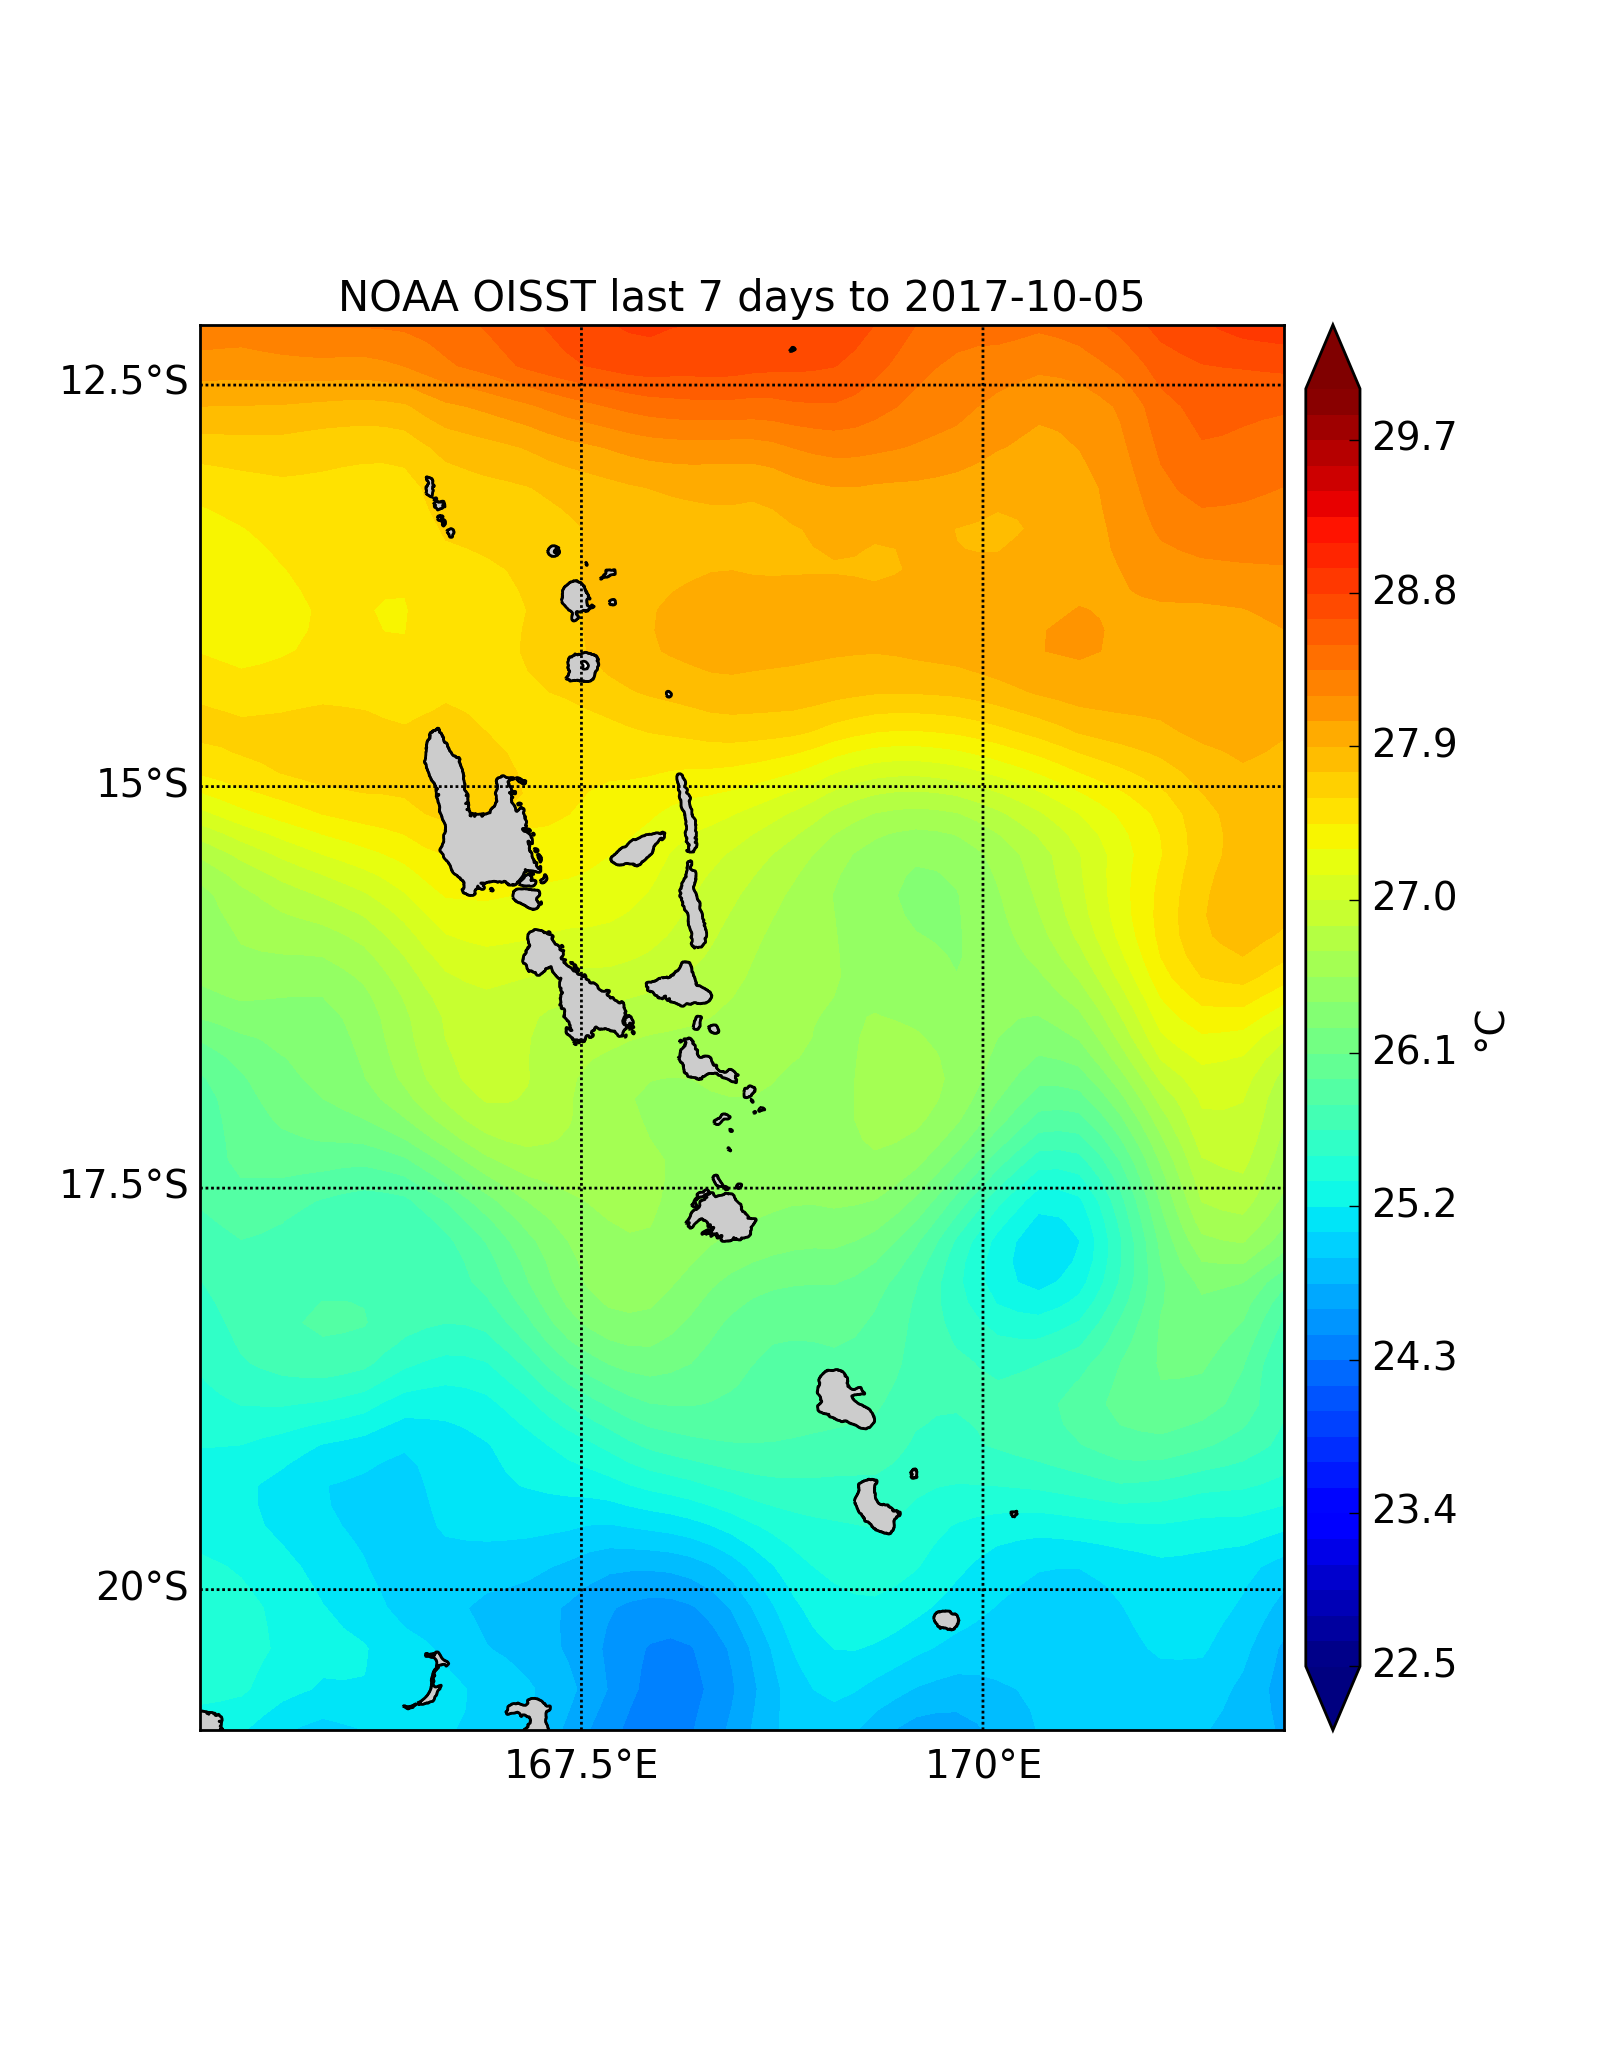 NOAA OISST last 7 days to 2017-10-05
12.5°S
15°S
17.5°S
20°S
167.5°E
170°E
29.7
28.8
27.9
27.0
26.1
25.2
24.3
23.4
22.5
°C